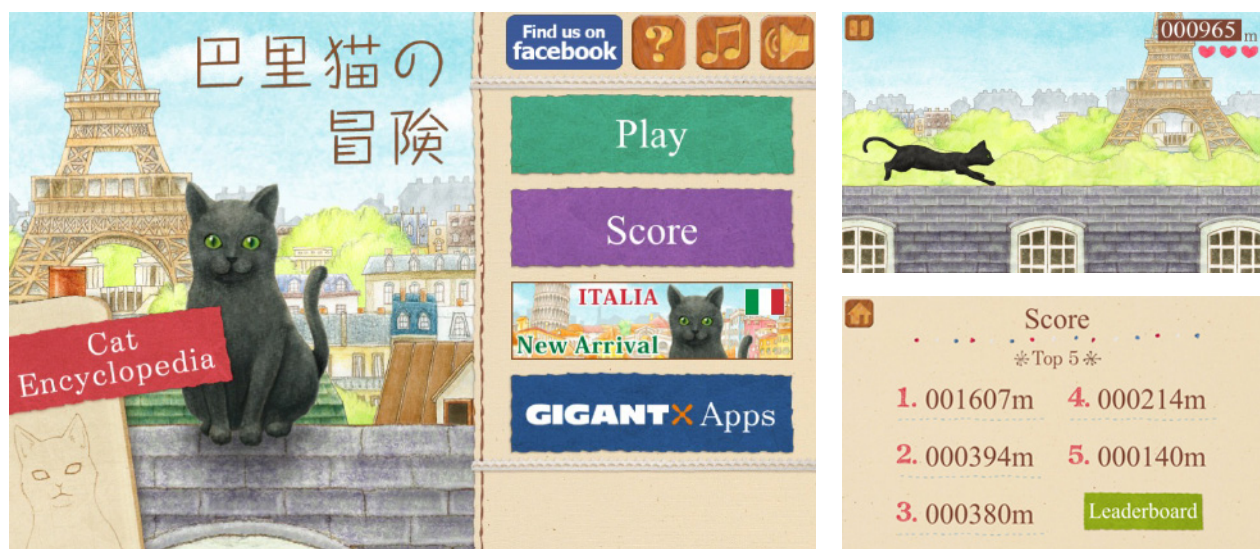 巴里猫の
冒険
Cat
Encyclopedia
Find us on
facebook
?
Play
Score
ITALIA
New Arrival
GIGANTX Apps
000965 m
Score
Top 5
1. 001607m
2. 000394m
3. 000380m
4. 000214m
5. 000140m
Leaderboard